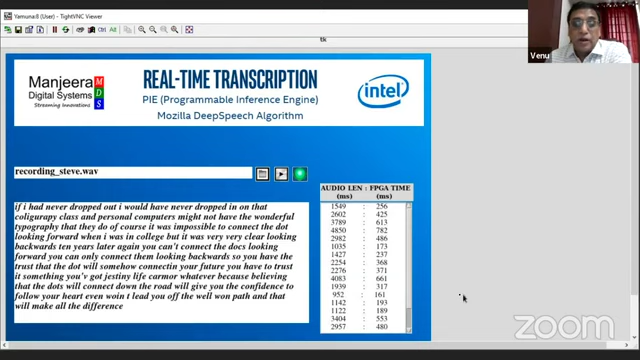 Yamuna:8 (User) - TightVNC Viewer
Ctrl Alt
tk
Venu
Manjeera
Digital Systems
Streaming Innovations
M
D
S
REAL-TIME TRANSCRIPTION
PIE (Programmable Inference Engine)
Mozilla DeepSpeech Algorithm
intel
recording_steve.wav
if i had never dropped out i would have never dropped in on that
coligurapy class and personal computers might not have the wonderful
typography that they do of course it was impossible to connect the dot
looking forward when i was in college but it was very very clear looking
backwards ten years later again you can't connect the docs looking
forward you can only connect them looking backwards so you have the
trust that the dot will somehow connectin your future you have to trust
it something you'v got jestiny life carmor whatever because believing
that the dots will connect down the road will give you the confidence to
follow your heart even woin t lead you off the well won path and that
will make all the difference
AUDIO LEN : FPGA TIME
(ms) (ms)
1549 : 256
2602 : 425
3789 : 613
4850 : 782
2982 : 486
1035 : 173
1427 : 237
2254 : 368
2276 : 371
4083 : 661
1939 : 317
952 : 161
1142 : 193
1122 : 189
3404 : 553
2957 : 480
zoom